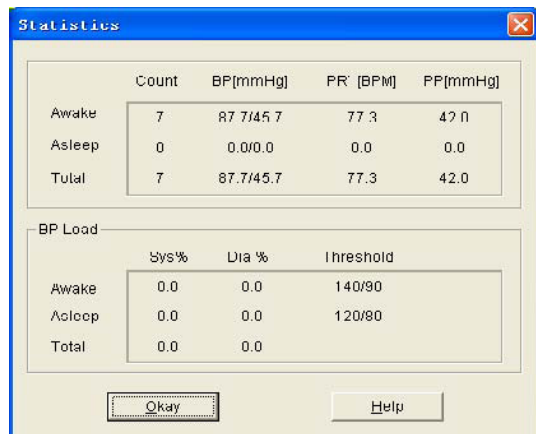 Statistics
Count BP[mmHg] PR [BPM] PP[mmHg]
Awake 7 87.7/45.7 77.3 42.0
Asleep 0 0.0/0.0 0.0 0.0
Total 7 87.7/45.7 77.3 42.0
BP Load
Sys% Dia % Threshold
Awake 0.0 0.0 140/90
Asleep 0.0 0.0 120/80
Total 0.0 0.0
Okay Help